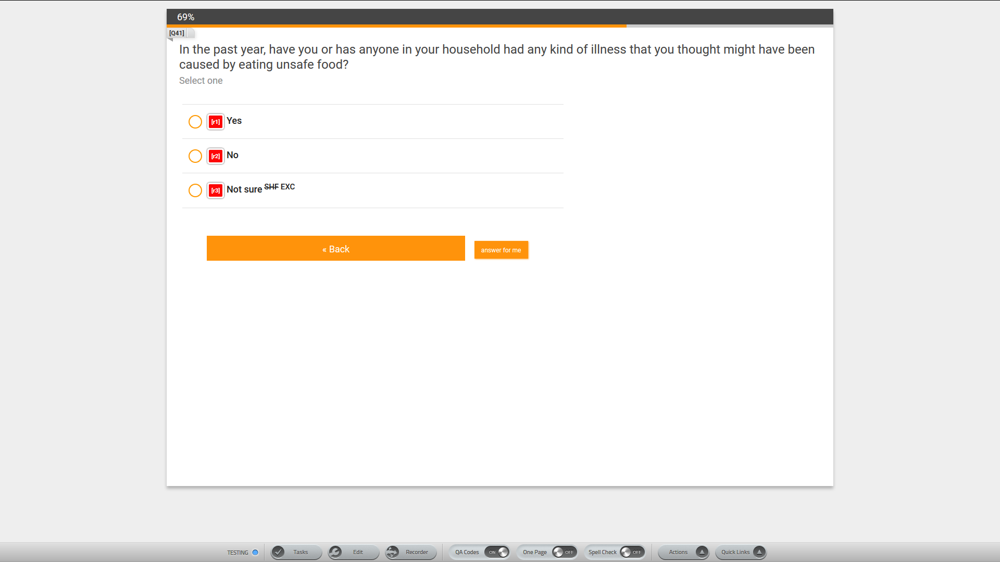 69%
[Q41]
In the past year, have you or has anyone in your household had any kind of illness that you thought might have been
caused by eating unsafe food?
Select one
[r1] Yes
[r2] No
[r3] Not sure SHF EXC
« Back
answer for me
TESTING Tasks Edit Recorder QA Codes ON One Page OFF Spell Check OFF Actions Quick Links